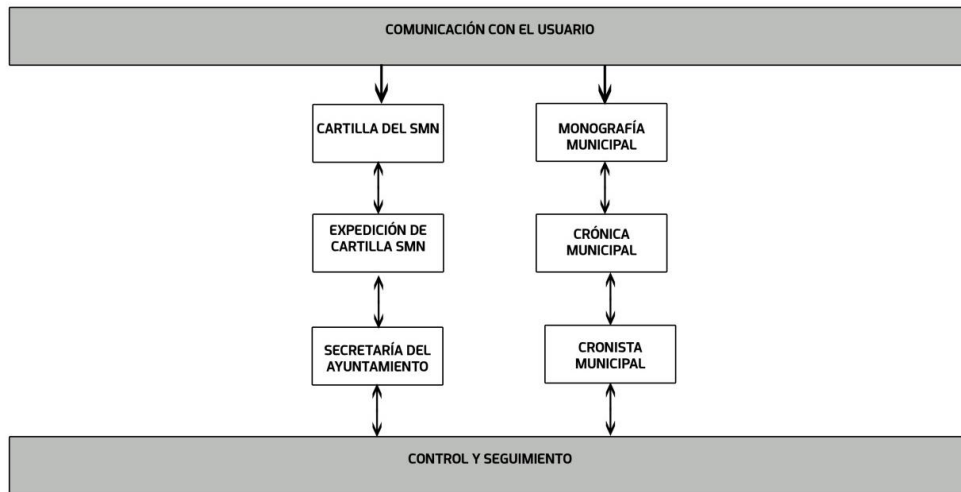 COMUNICACIÓN CON EL USUARIO
CARTILLA DEL SMN
MONOGRAFÍA
MUNICIPAL
EXPEDICIÓN DE
CARTILLA SMN
CRÓNICA
MUNICIPAL
SECRETARÍA DEL
AYUNTAMIENTO
CRONISTA
MUNICIPAL
CONTROL Y SEGUIMIENTO